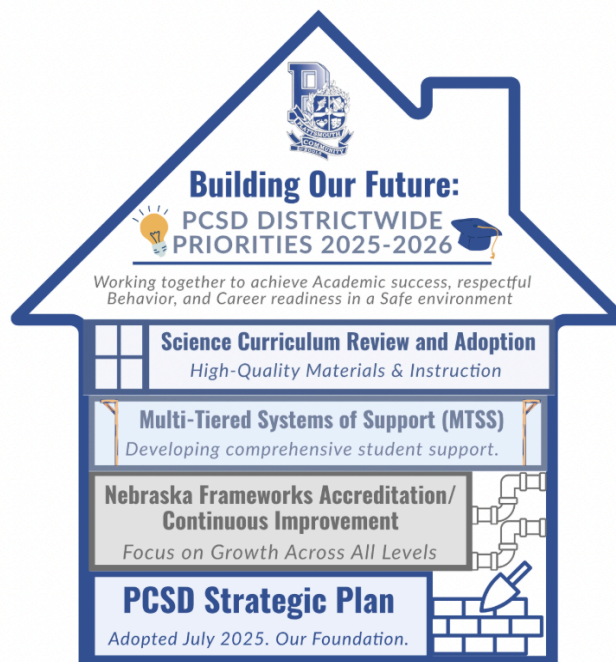 P
PLATTSMOUTH
COMMUNITY
SCHOOLS
Building Our Future:
PCSD DISTRICTWIDE
PRIORITIES 2025-2026
Working together to achieve Academic success, respectful
Behavior, and Career readiness in a Safe environment
Science Curriculum Review and Adoption
High-Quality Materials & Instruction
Multi-Tiered Systems of Support (MTSS)
Developing comprehensive student support.
Nebraska Frameworks Accreditation/
Continuous Improvement
Focus on Growth Across All Levels
PCSD Strategic Plan
Adopted July 2025. Our Foundation.